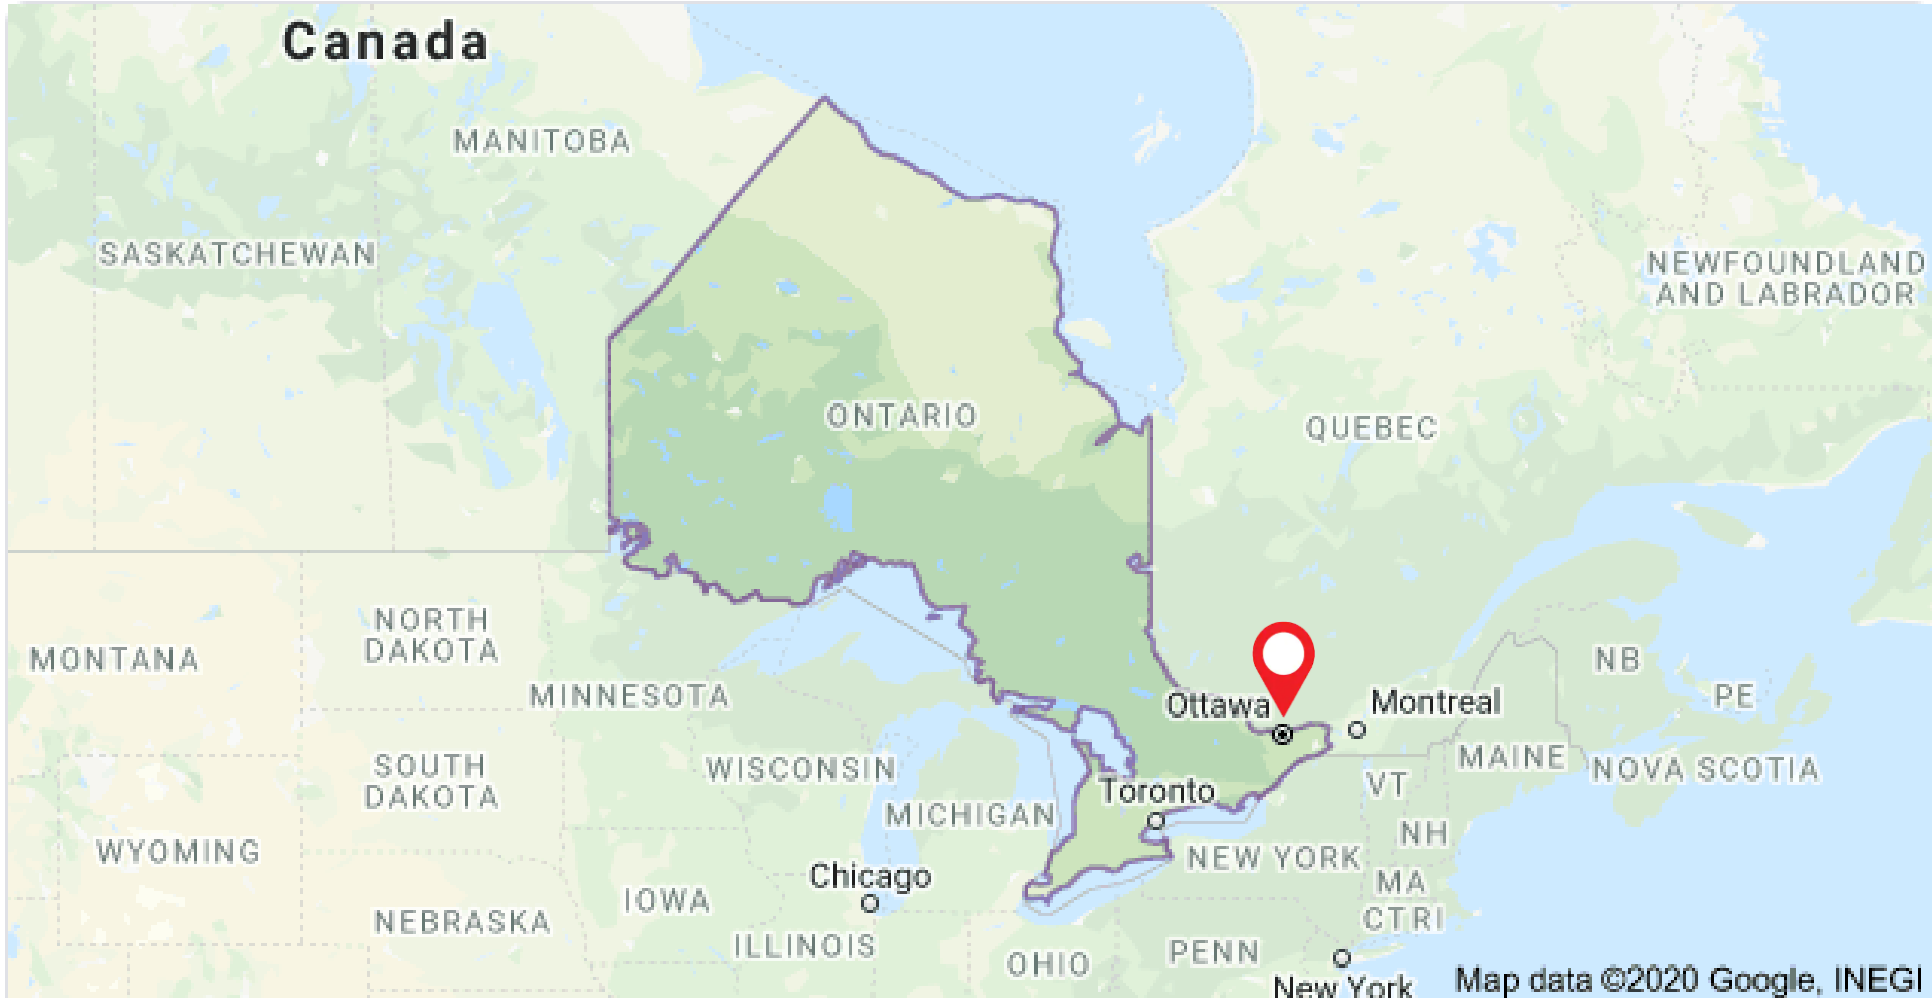 Canada
MANITOBA
SASKATCHEWAN
NEWFOUNDLAND
AND LABRADOR
ONTARIO
QUEBEC
NORTH
DAKOTA
MONTANA
NB
MINNESOTA
PE
Ottawa
Montreal
SOUTH
DAKOTA
WISCONSIN
MAINE
NOVA SCOTIA
VT
Toronto
MICHIGAN
NH
WYOMING
NEW YORK
Chicago
MA
IOWA
CT RI
NEBRASKA
ILLINOIS
PENN
OHIO
New York
Map data ©2020 Google, INEGI